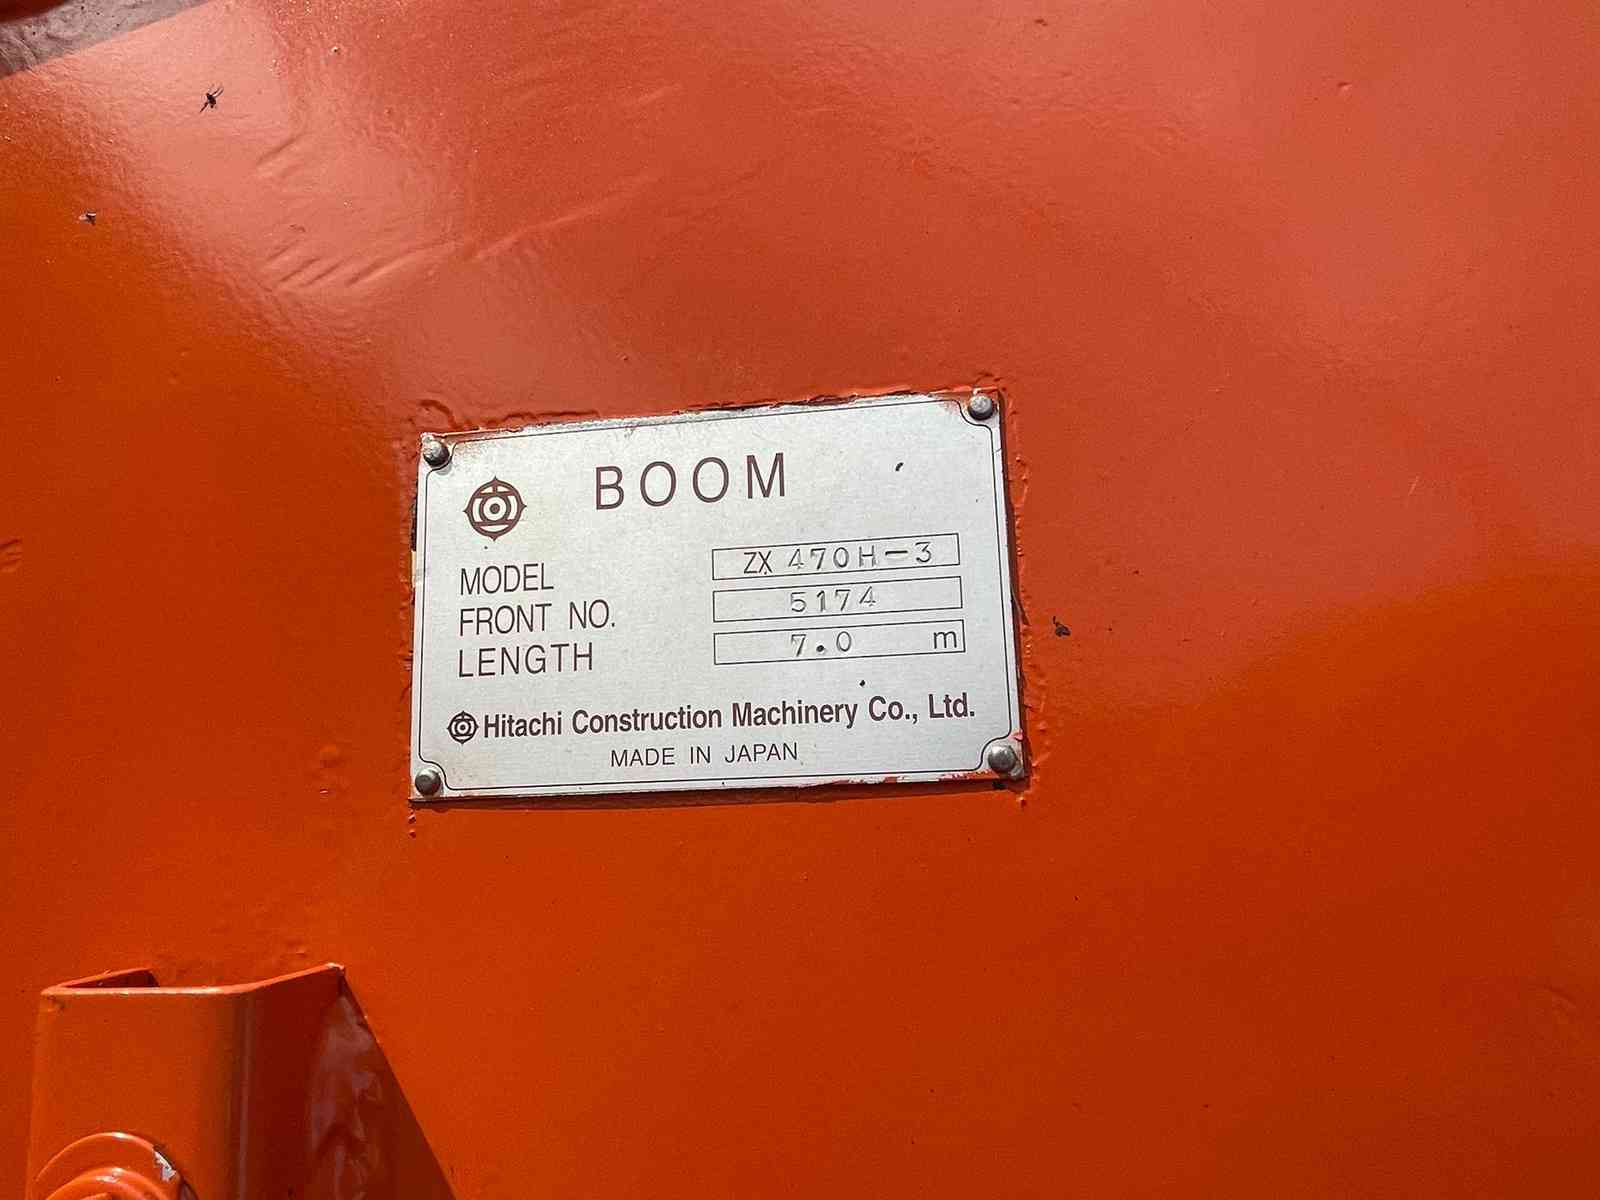 BOOM
MODEL ZX 470H-3
FRONT NO. 5174
LENGTH 7.0 m
Hitachi Construction Machinery Co., Ltd.
MADE IN JAPAN